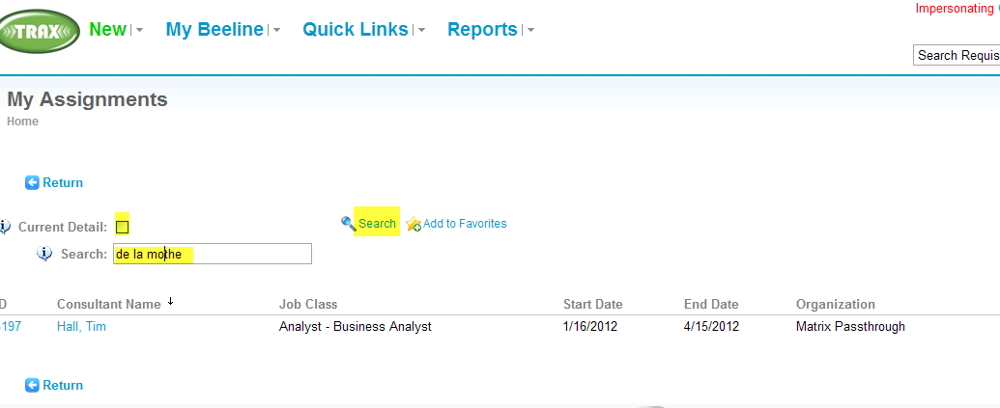 Impersonating
TRAX New My Beeline Quick Links Reports
Search Requis
My Assignments
Home
Return
Current Detail: Search Add to Favorites
Search: de la mothe
D Consultant Name Job Class Start Date End Date Organization
197 Hall, Tim Analyst - Business Analyst 1/16/2012 4/15/2012 Matrix Passthrough
Return